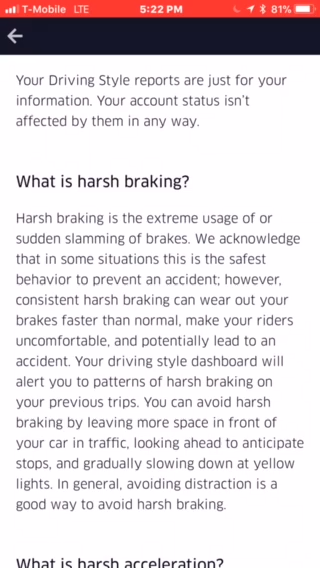 T-Mobile LTE 5:22 PM 81%
Your Driving Style reports are just for your
information. Your account status isn't
affected by them in any way.
What is harsh braking?
Harsh braking is the extreme usage of or
sudden slamming of brakes. We acknowledge
that in some situations this is the safest
behavior to prevent an accident; however,
consistent harsh braking can wear out your
brakes faster than normal, make your riders
uncomfortable, and potentially lead to an
accident. Your driving style dashboard will
alert you to patterns of harsh braking on
your previous trips. You can avoid harsh
braking by leaving more space in front of
your car in traffic, looking ahead to anticipate
stops, and gradually slowing down at yellow
lights. In general, avoiding distraction is a
good way to avoid harsh braking.
What is harsh acceleration?